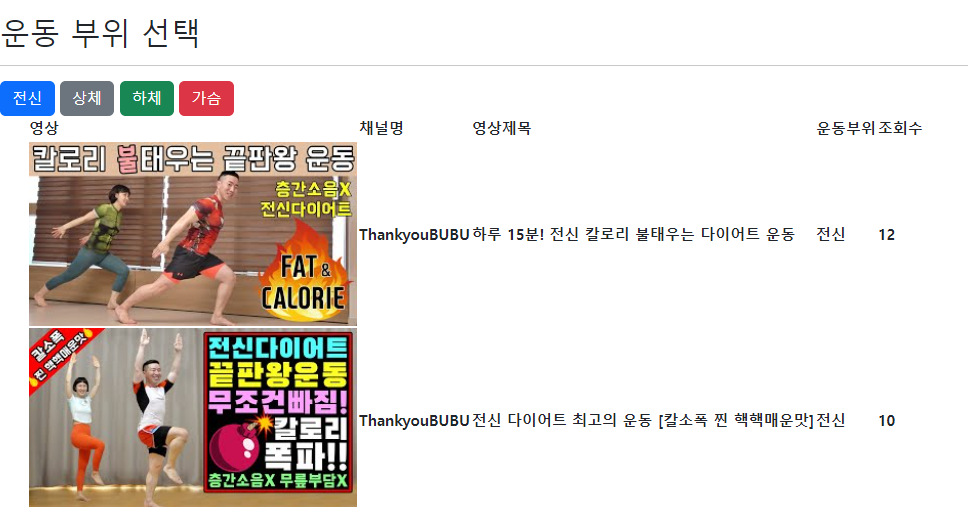 운동 부위 선택
전신 상체 하체 가슴
영상 채널명 영상제목 운동부위 조회수
칼로리 불태우는 끝판왕 운동
층간소음X
전신다이어트
FAT &
CALORIE
ThankyouBUBU 하루 15분! 전신 칼로리 불태우는 다이어트 운동 전신 12
칼소폭
찐 핵핵매운맛
전신다이어트
끝판왕운동
무조건빠짐!
칼로리
폭파!!
층간소음X 무릎부담X
ThankyouBUBU 전신 다이어트 최고의 운동 [칼소폭 찐 핵핵매운맛] 전신 10